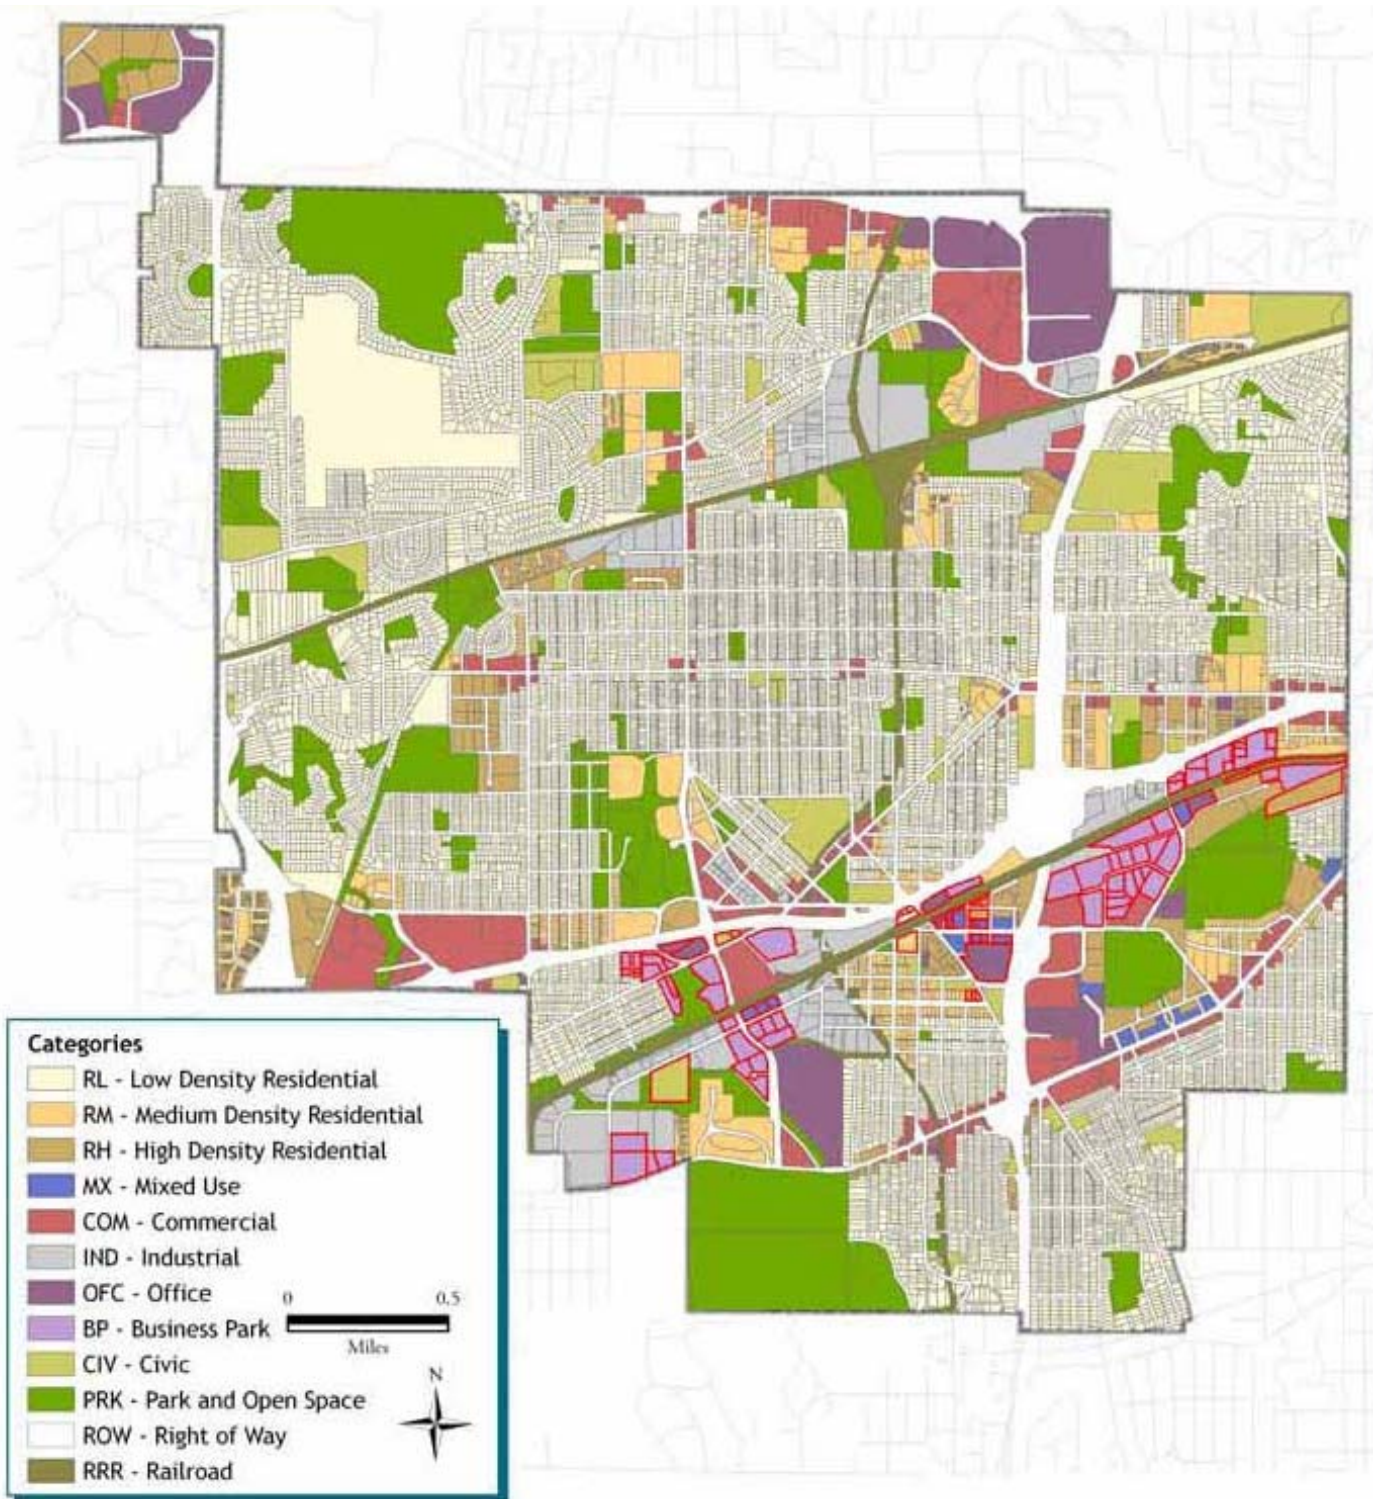 Categories
RL - Low Density Residential
RM - Medium Density Residential
RH - High Density Residential
MX - Mixed Use
COM - Commercial
IND - Industrial
OFC - Office
0 0.5
BP - Business Park
Miles
CIV - Civic
N
PRK - Park and Open Space
ROW - Right of Way
RRR - Railroad